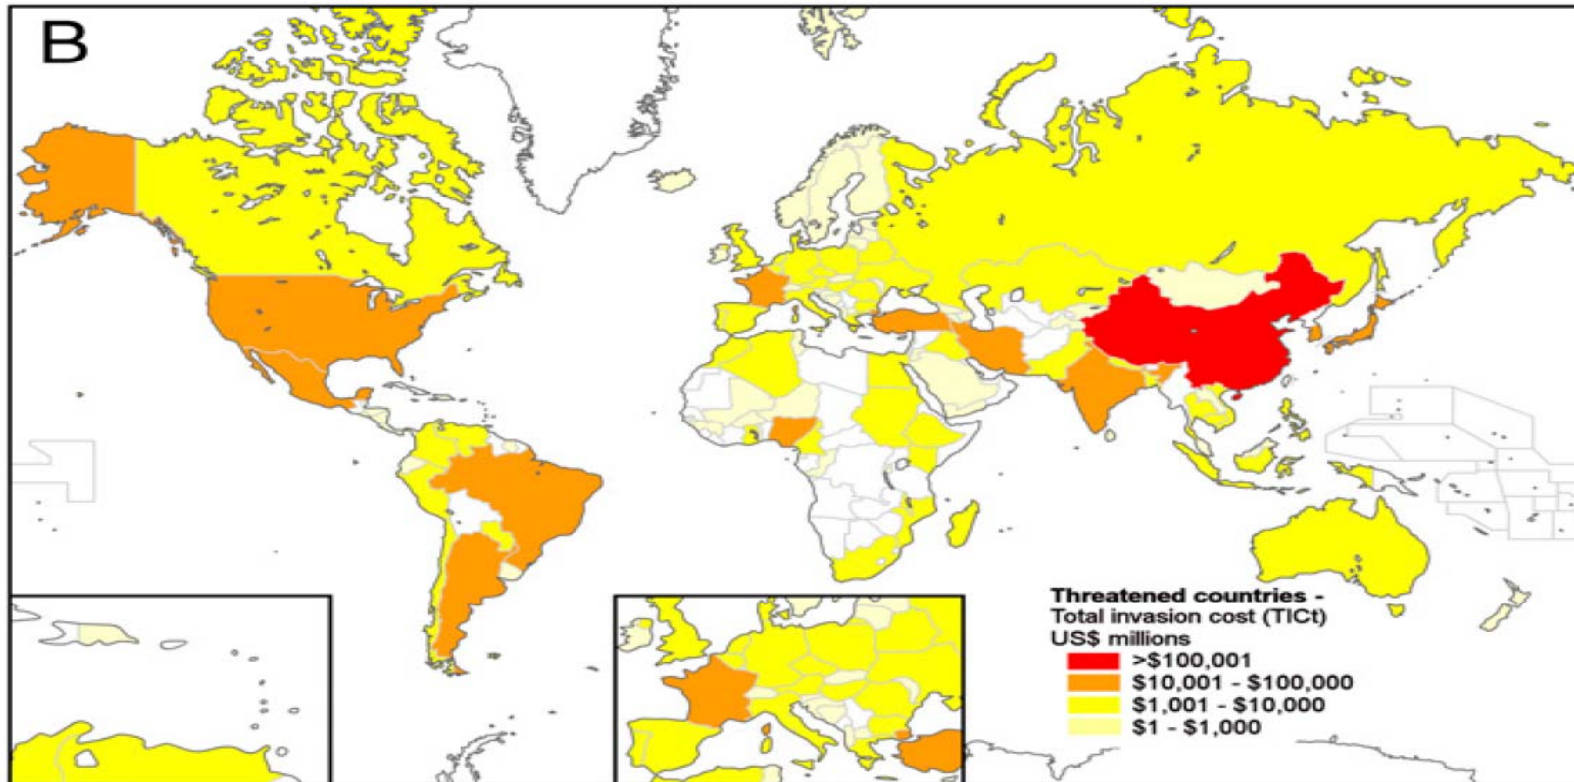 B
Threatened countries -
Total invasion cost (TICt)
US$ millions
>$100,001
$10,001 - $100,000
$1,001 - $10,000
$1 - $1,000